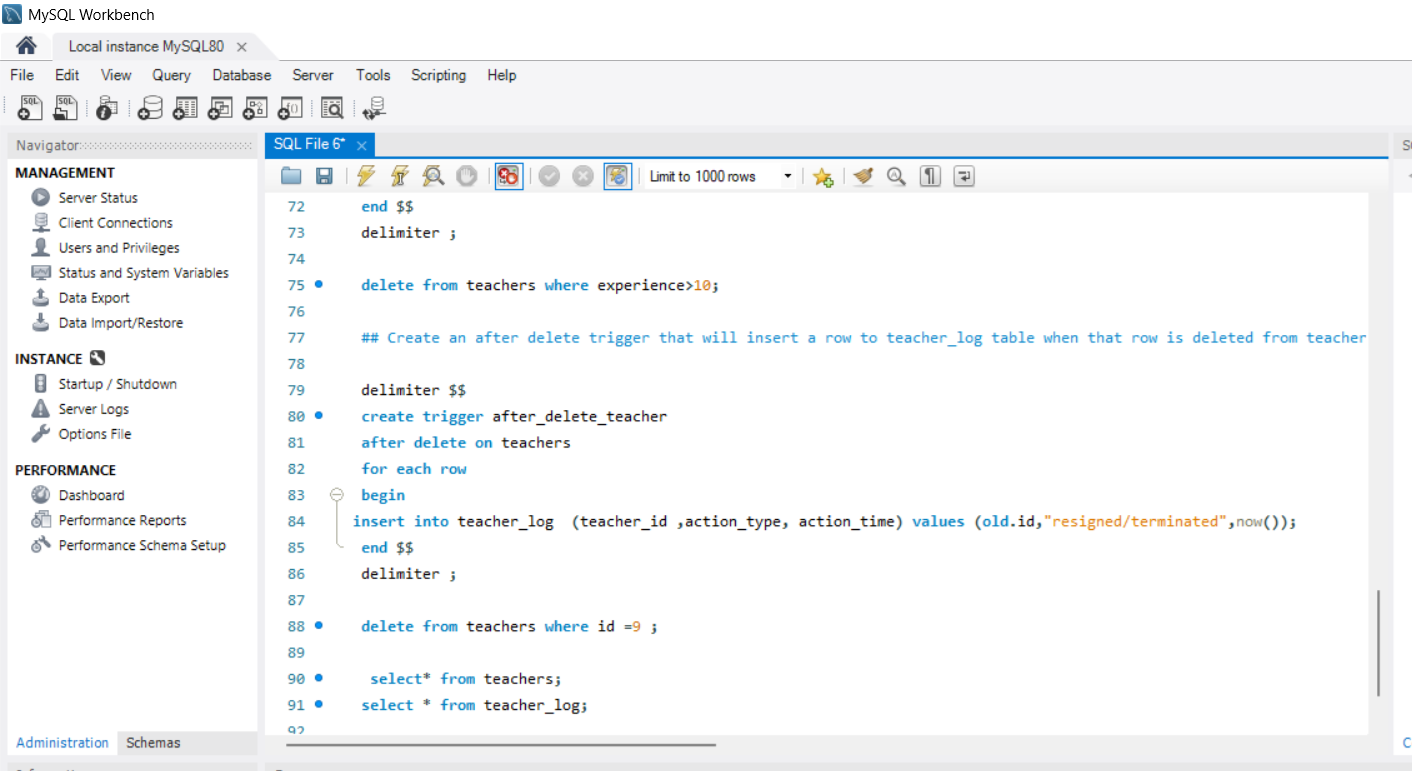 MySQL Workbench
Local instance MySQL80
File Edit View Query Database Server Tools Scripting Help
Navigator
SQL File 6*
MANAGEMENT
Server Status
Client Connections
Users and Privileges
Status and System Variables
Data Export
Data Import/Restore
INSTANCE
Startup / Shutdown
Server Logs
Options File
PERFORMANCE
Dashboard
Performance Reports
Performance Schema Setup
Administration Schemas
Limit to 1000 rows
72 end $$
73 delimiter ;
74
75 delete from teachers where experience>10;
76
77 ## Create an after delete trigger that will insert a row to teacher_log table when that row is deleted from teacher
78
79 delimiter $$
80 create trigger after_delete_teacher
81 after delete on teachers
82 for each row
83 begin
84 insert into teacher_log  (teacher_id ,action_type, action_time) values (old.id,"resigned/terminated",now());
85 end $$
86 delimiter ;
87
88 delete from teachers where id =9 ;
89
90 select* from teachers;
91 select * from teacher_log;
92